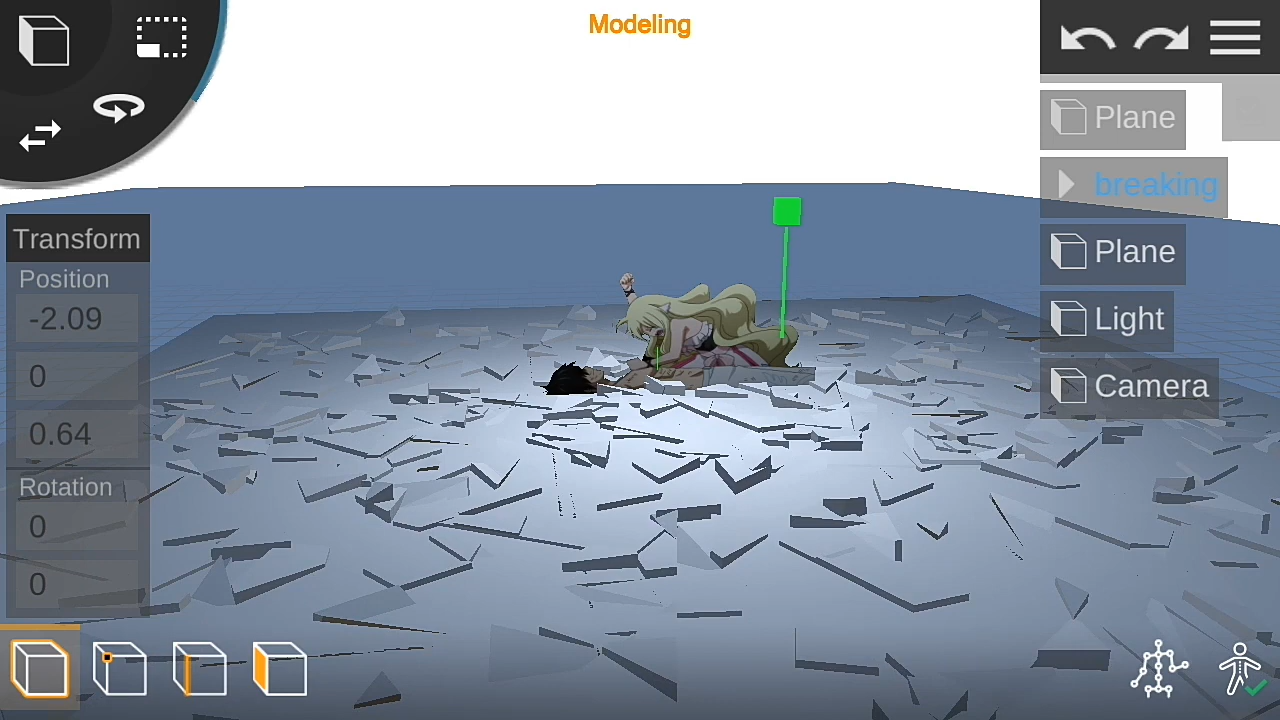 Modeling
Plane
breaking
Plane
Light
Camera
Transform
Position
-2.09
0
0.64
Rotation
0
0